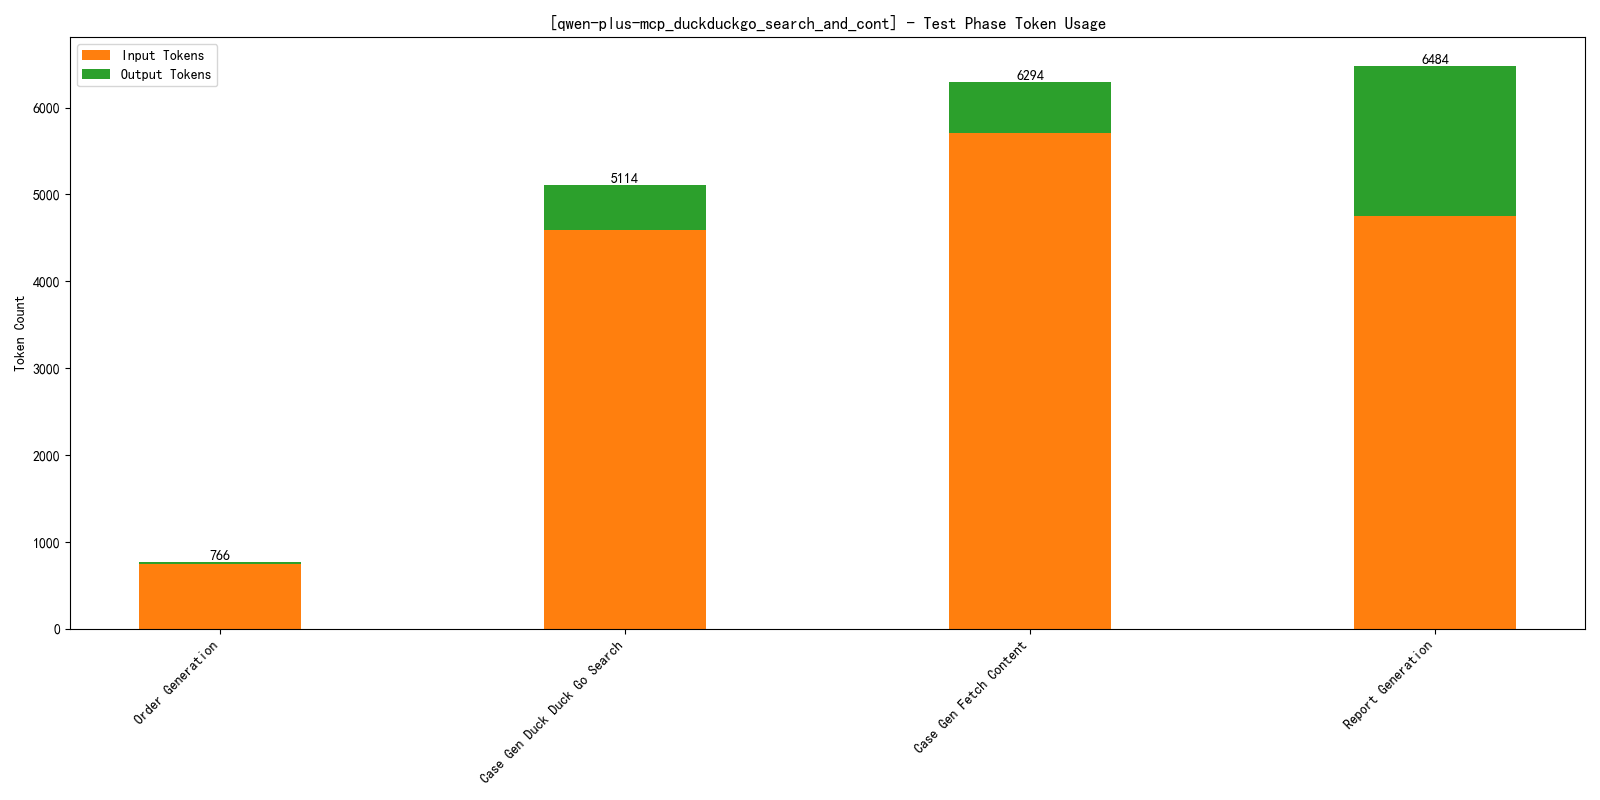 [qwen-plus-mcp_duckduckgo_search_and_cont] - Test Phase Token Usage
Input Tokens
Output Tokens
Token Count
6000
5000
4000
3000
2000
1000
0
766
5114
6294
6484
Order Generation
Case Gen Duck Duck Go Search
Case Gen Fetch Content
Report Generation